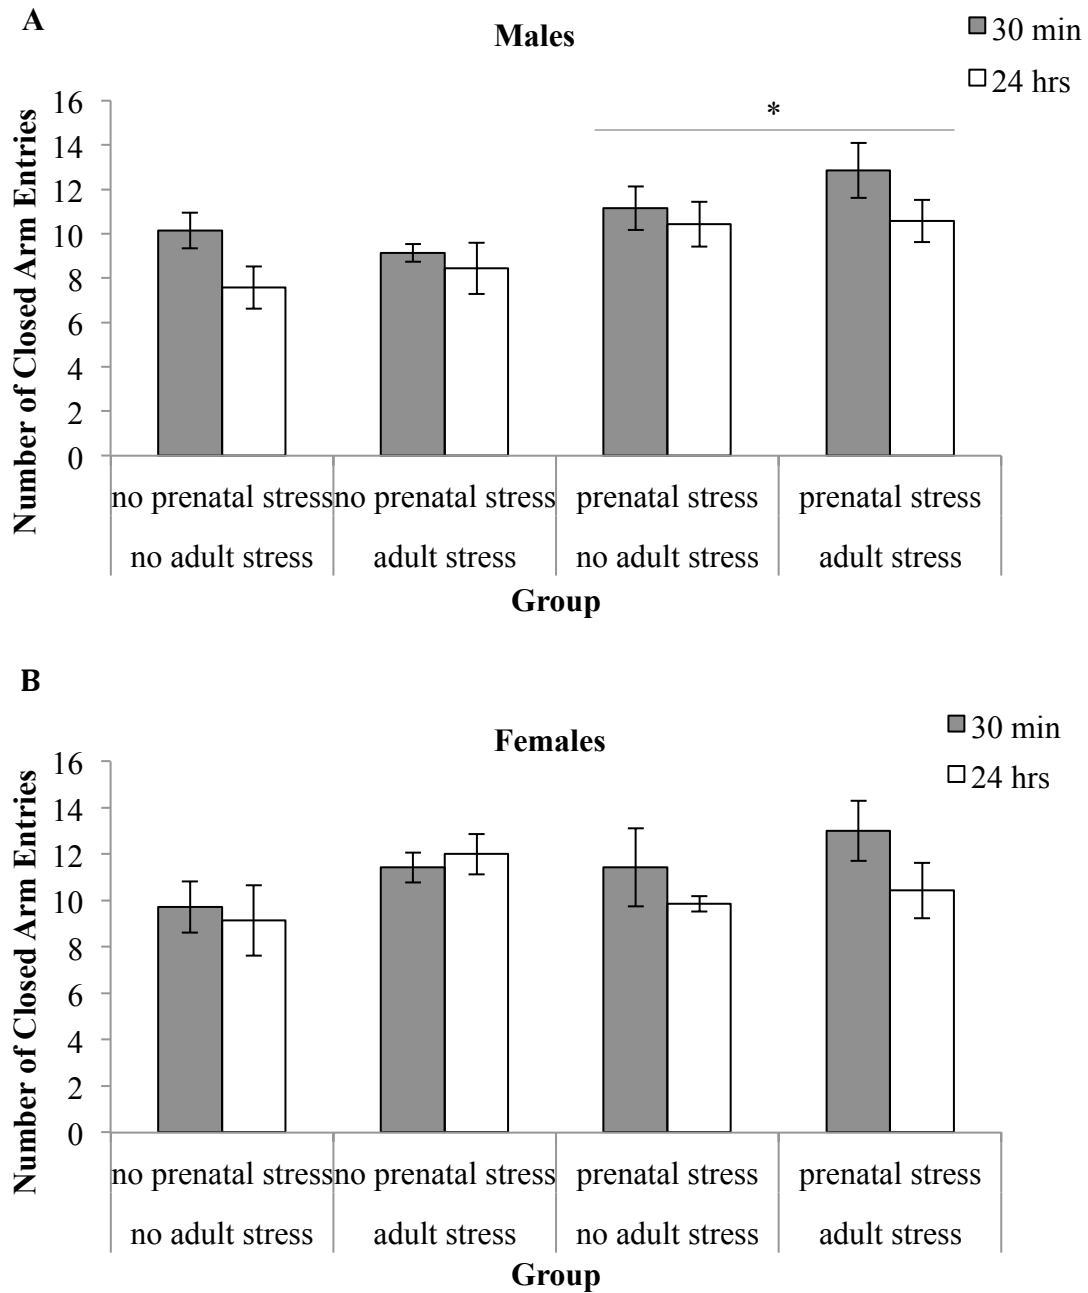 A
Males
30 min
24 hrs
*
Number of Closed Arm Entries
16
14
12
10
8
6
4
2
0
no prenatal stress no prenatal stress prenatal stress prenatal stress
no adult stress adult stress no adult stress adult stress
Group
B
Females
30 min
24 hrs
Number of Closed Arm Entries
16
14
12
10
8
6
4
2
0
no prenatal stress no prenatal stress prenatal stress prenatal stress
no adult stress adult stress no adult stress adult stress
Group